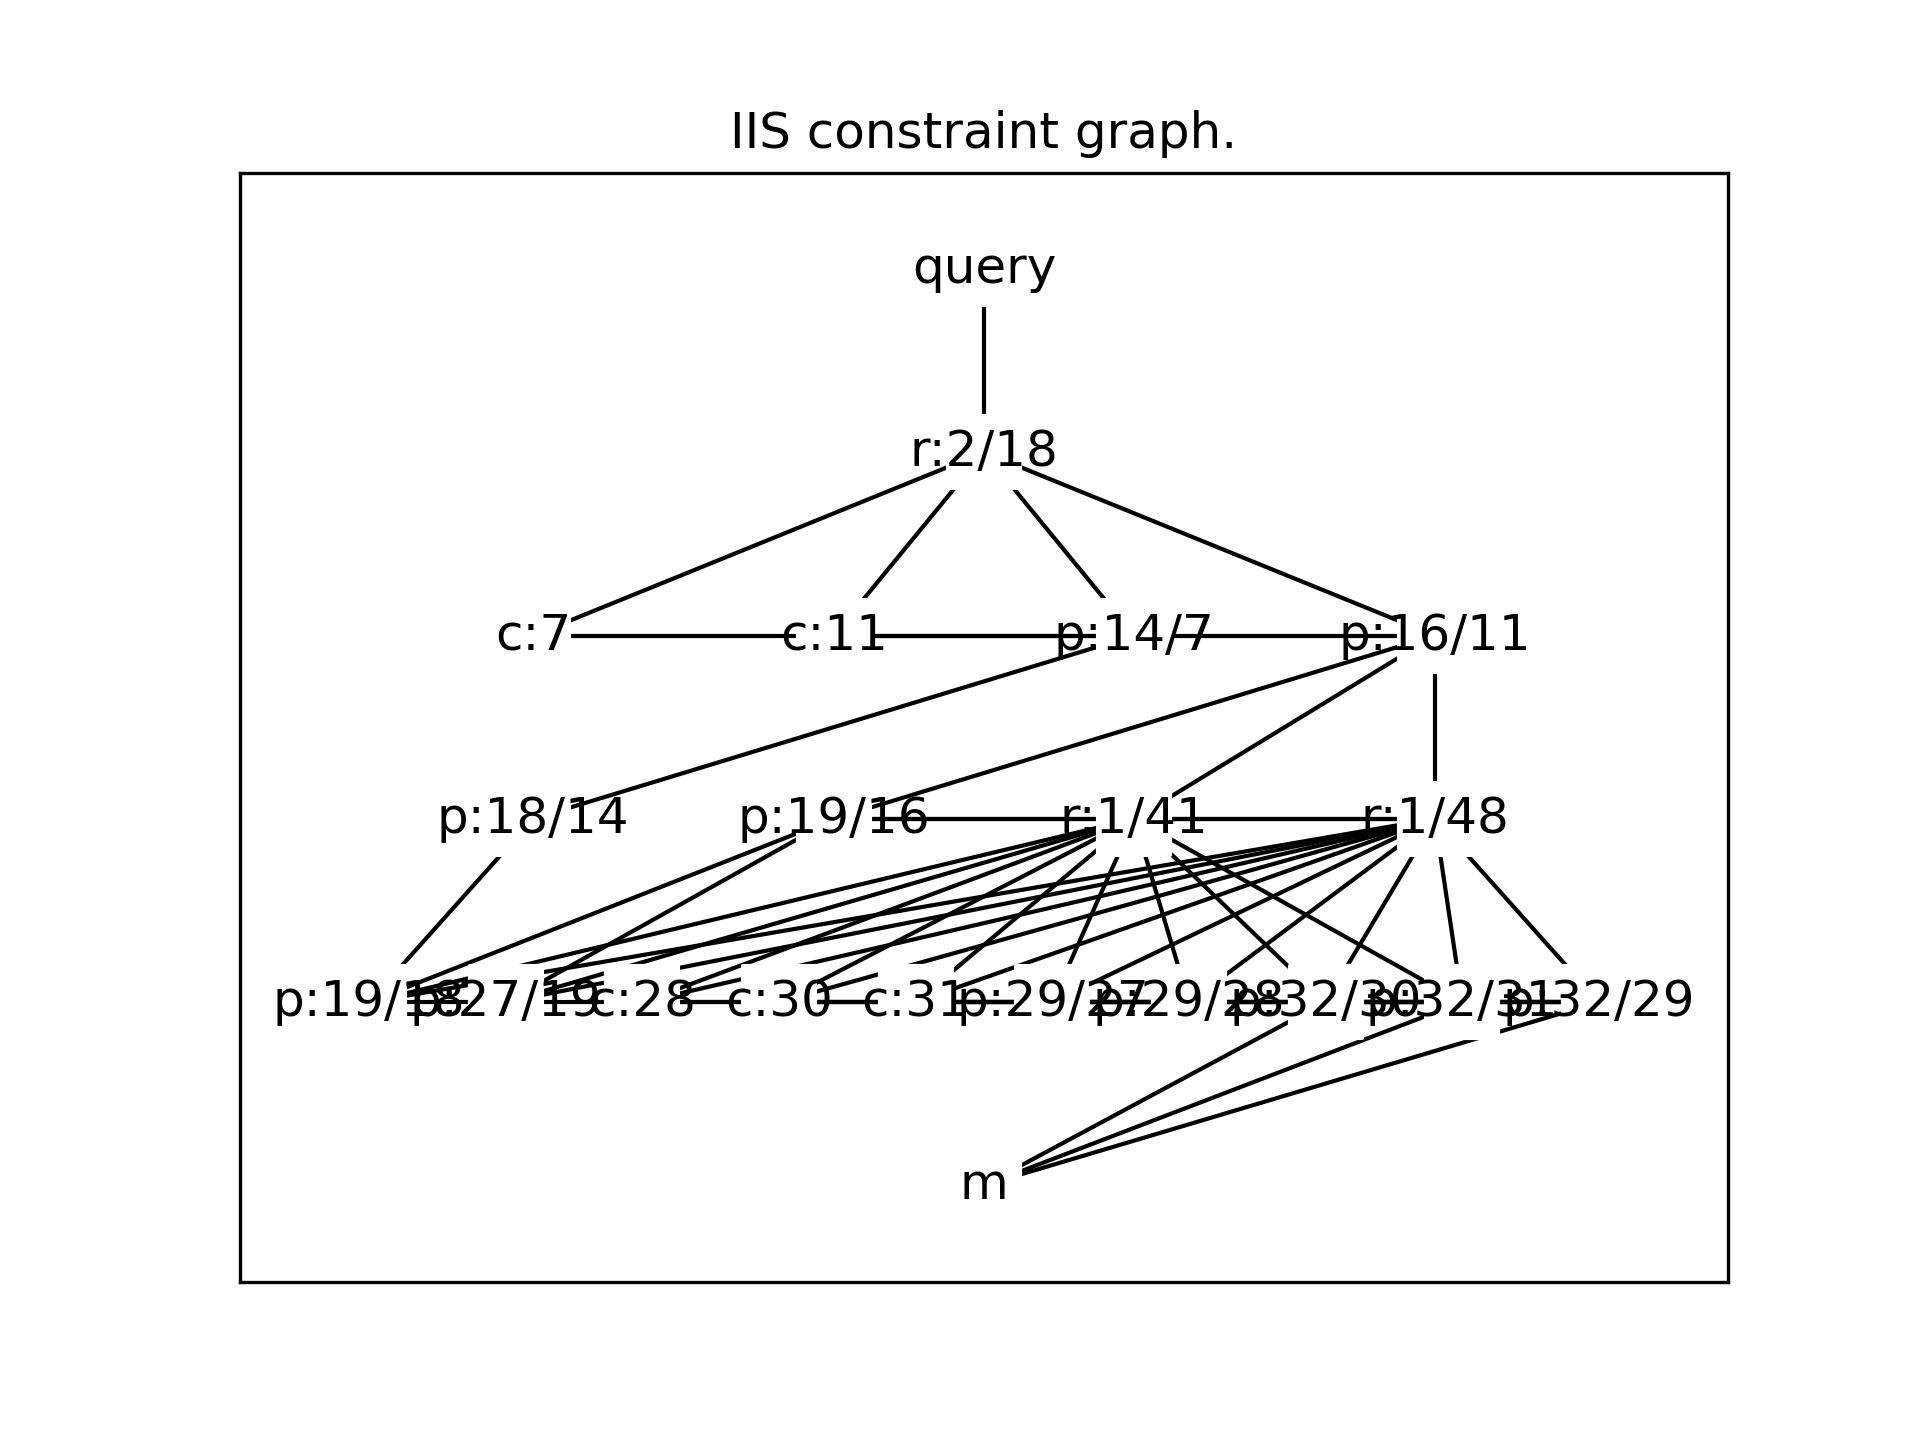 IIS constraint graph.
query
r:2/18
c:7 c:11 p:14/7 p:16/11
p:18/14 p:19/16 r:1/41 r:1/48
p:19/18 p:27/19 c:28 c:30 c:31 p:29/27 p:29/28 p:32/30 p:32/31 p:32/29
m